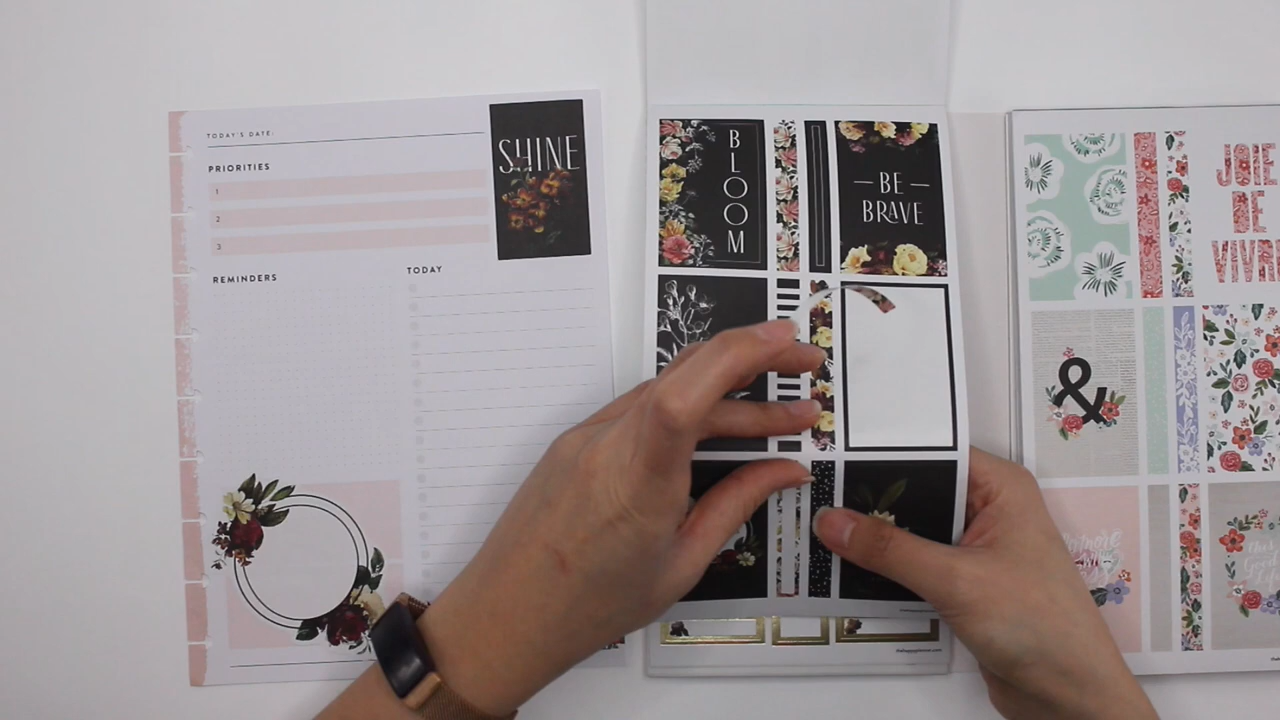 TODAY'S DATE:
PRIORITIES
1
2
3
REMINDERS
TODAY
SHINE
BLOOM
BE
BRAVE
JOIE
DE
VIVRE
&